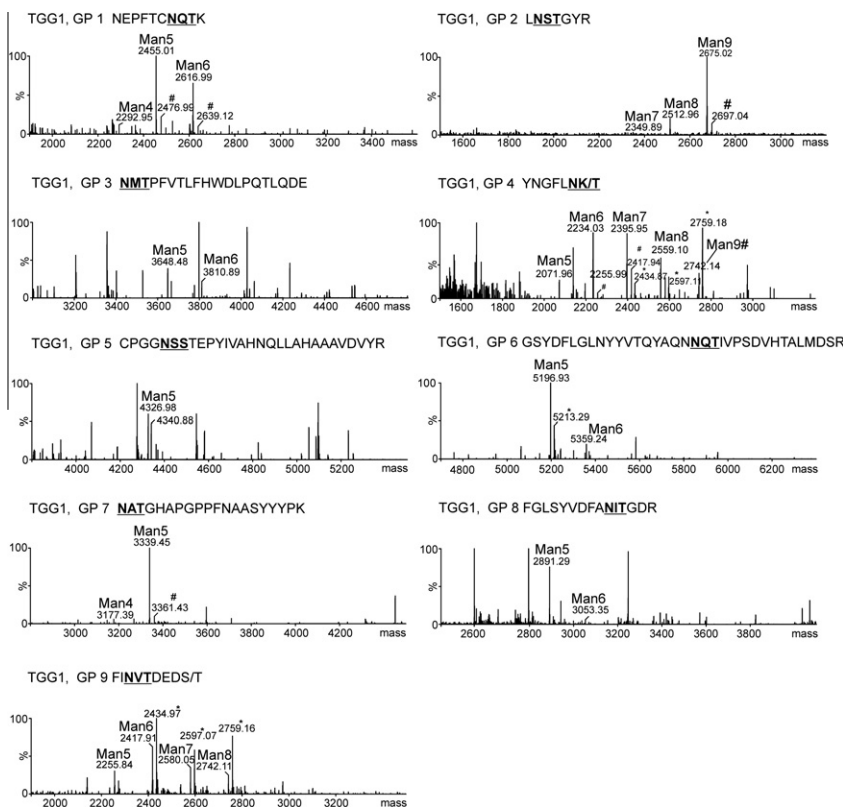 TGG1, GP 1 NEPFTCNQTK
100
%
0
Man5
2455.01
Man6
2616.99
#
Man4
2476.99
#
2292.95
2639.12
2000 2200 2400 2600 2800 3000 3200 3400 mass
TGG1, GP 2 LNSTGYR
100
%
0
Man9
2675.02
Man8
Man7
2512.96
#
2349.89
2697.04
1600 1800 2000 2200 2400 2600 2800 3000 mass
TGG1, GP 3 NMTPFVTLFHWDLPQTLQDE
100
%
0
Man5
3648.48
Man6
3810.89
3200 3400 3600 3800 4000 4200 4400 4600 mass
TGG1, GP 4 YNGFLNK/T
100
%
0
Man6
2234.03
Man7
2395.95
*
2759.18
Man8
2559.10
Man9#
2742.14
Man5
2071.96
#
2417.94
*
2434.87
2255.99
#
*
2597.11
1600 1800 2000 2200 2400 2600 2800 3000 3200 mass
TGG1, GP 5 CPGGNSSTEPYIVAHNQLLAHAAAVDVYR
100
%
0
Man5
4326.98
4340.88
4000 4200 4400 4600 4800 5000 5200 mass
TGG1, GP 6 GSYDFLGLNYYVTQYAQNNQTIVPSDVHTALMDSR
100
%
0
Man5
5196.93
*
5213.29
Man6
5359.24
4800 5000 5200 5400 5600 5800 6000 6200 mass
TGG1, GP 7 NATGHAPGPPFNAASYYYPK
100
%
0
Man5
3339.45
Man4
#
3177.39
3361.43
3000 3200 3400 3600 3800 4000 4200 mass
TGG1, GP 8 FGLSYVDFANITGDR
100
%
0
Man5
2891.29
Man6
3053.35
2600 2800 3000 3200 3400 3600 3800 mass
TGG1, GP 9 FINVTDEDS/T
100
%
0
*
2434.97
Man6
2417.91
*
2597.07
*
2759.16
Man5
2255.84
Man7
2580.05
Man8
2742.11
2000 2200 2400 2600 2800 3000 3200 3400 mass